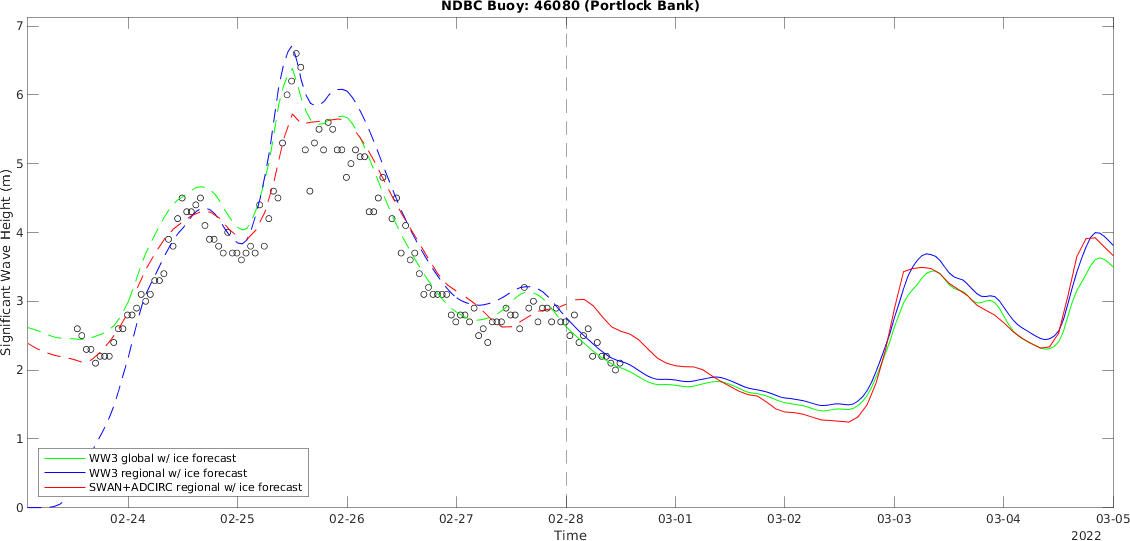 NDBC Buoy: 46080 (Portlock Bank)
7
6
5
4
3
2
1
0
Significant Wave Height (m)
WW3 global w/ ice forecast
WW3 regional w/ ice forecast
SWAN+ADCIRC regional w/ ice forecast
02-24 02-25 02-26 02-27 02-28 03-01 03-02 03-03 03-04 03-05
Time
2022